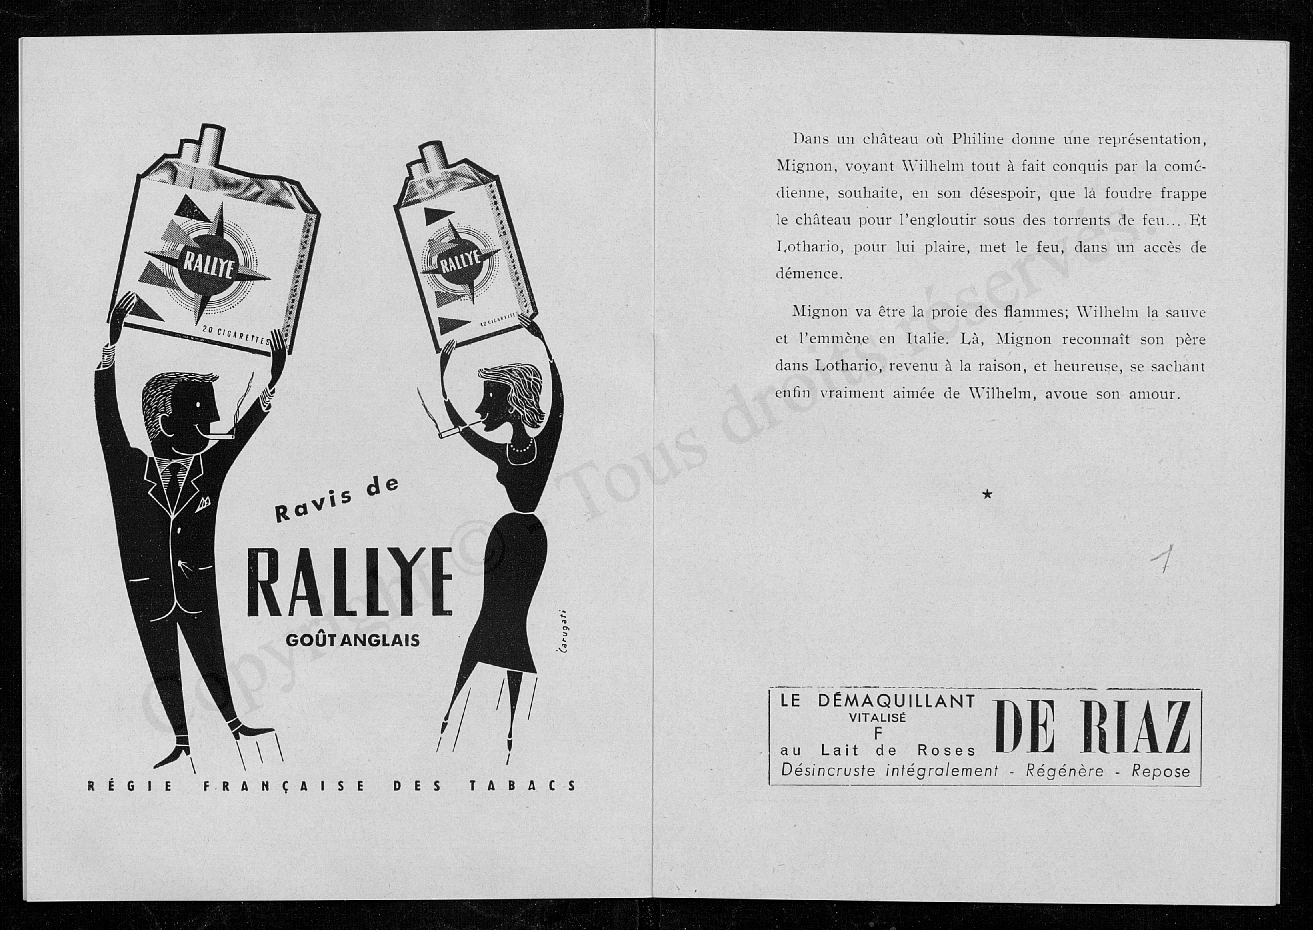 RALLYE
20 CIGARETTES
RALLYE
12 CIGARETTES
Ravis de
RALLYE
GOÛT ANGLAIS
Carugati
RÉGIE FRANÇAISE DES TABACS
Dans un château où Philine donne une représentation,
Mignon, voyant Wilhelm tout à fait conquis par la comé-
dienne, souhaite, en son désespoir, que la foudre frappe
le château pour l'engloutir sous des torrents de feu... Et
Lothario, pour lui plaire, met le feu, dans un accès de
démence.
Mignon va être la proie des flammes; Wilhelm la sauve
et l'emmène en Italie. Là, Mignon reconnaît son père
dans Lothario, revenu à la raison, et heureuse, se sachant
enfin vraiment aimée de Wilhelm, avoue son amour.
1
LE DÉMAQUILLANT
VITALISÉ
F
au Lait de Roses
DE RIAZ
Désincruste intégralement - Régénère - Repose
Copyright © - Tous droits réservés.